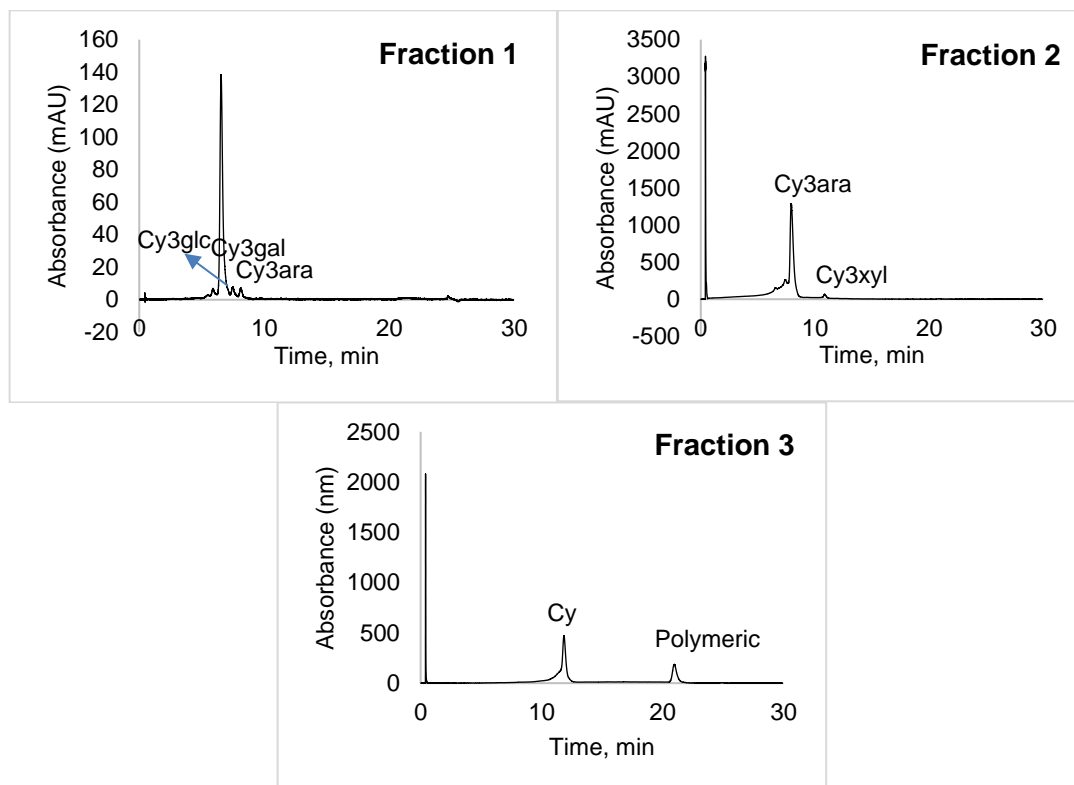 Fraction 1
Absorbance (mAU)
160
140
120
100
80
60
40
20
0
-20
Cy3glc
Cy3gal
Cy3ara
0 10 20 30
Time, min
Fraction 2
Absorbance (mAU)
3500
3000
2500
2000
1500
1000
500
0
-500
Cy3ara
Cy3xyl
0 10 20 30
Time, min
Fraction 3
Absorbance (nm)
2500
2000
1500
1000
500
0
Cy
Polymeric
0 10 20 30
Time, min